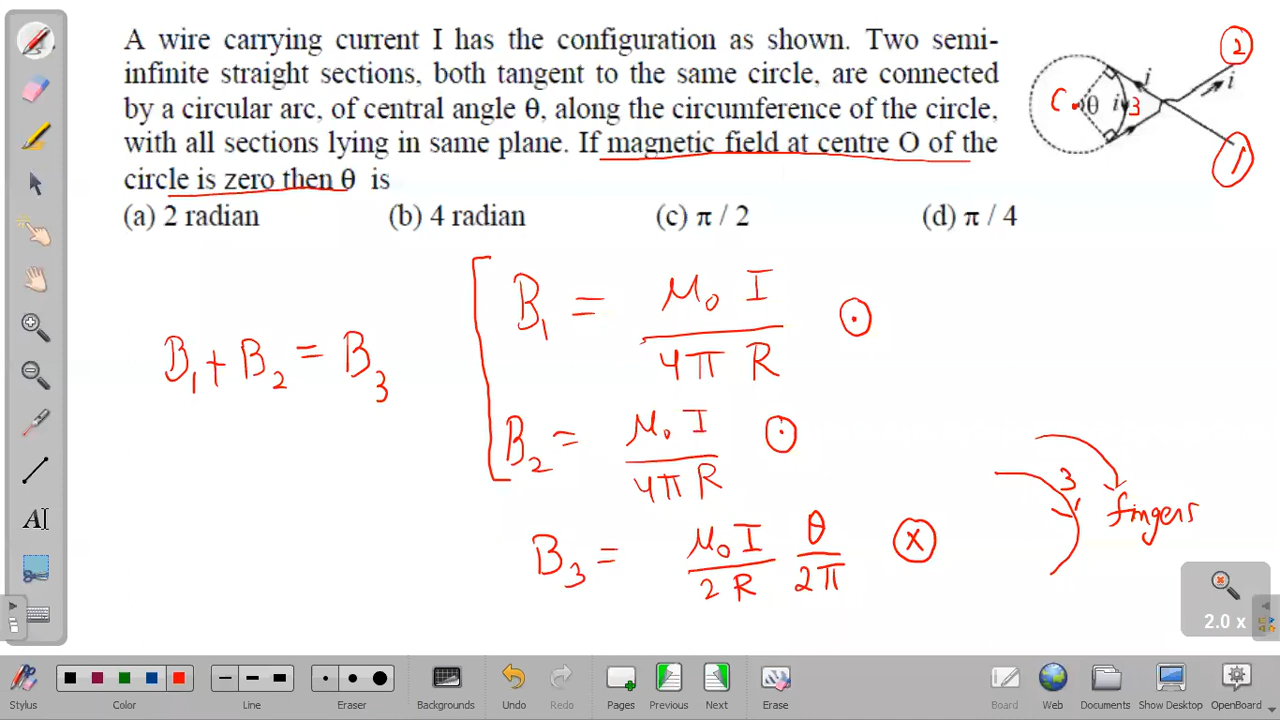 A wire carrying current I has the configuration as shown. Two semi-
infinite straight sections, both tangent to the same circle, are connected
by a circular arc, of central angle θ, along the circumference of the circle,
with all sections lying in same plane. If magnetic field at centre O of the
circle is zero then θ is
(a) 2 radian (b) 4 radian (c) π / 2 (d) π / 4
2
i
i
C θ i 3
1
B₁ + B₂ = B₃
B₁ = μ₀ I / 4π R ⊙
B₂ = μ₀ I / 4π R ⊙
B₃ = μ₀ I / 2 R θ / 2π ⊗
3
fingers
2.0 x
Stylus Color Line Eraser Backgrounds Undo Redo Pages Previous Next Erase Board Web Documents Show Desktop OpenBoard